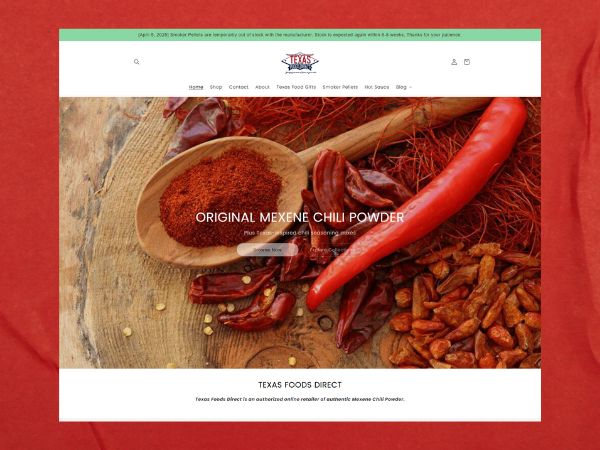 [April 9, 2025] Smoker Pellets are temporarily out of stock with the manufacturer. Stock is expected again within 6-8 weeks. Thanks for your patience.
TEXAS
Home Shop Contact About Texas Food Gifts Smoker Pellets Hot Sauce Blog
ORIGINAL MEXENE CHILI POWDER
Plus Texas-inspired chili seasoning mixes
Browse Now
TEXAS FOODS DIRECT
Texas Foods Direct is an authorized online retailer of authentic Mexene Chili Powder.